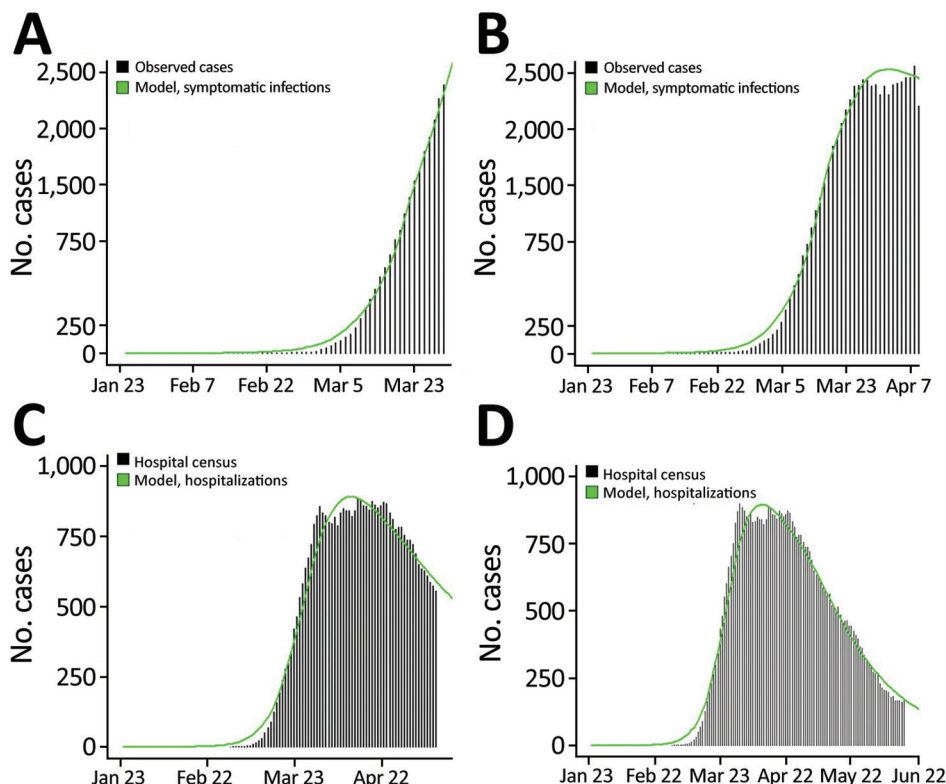 A
Observed cases
Model, symptomatic infections
No. cases
2,500
2,000
1,500
750
250
0
Jan 23 Feb 7 Feb 22 Mar 5 Mar 23
B
Observed cases
Model, symptomatic infections
No. cases
2,500
2,000
1,500
750
250
0
Jan 23 Feb 7 Feb 22 Mar 5 Mar 23 Apr 7
C
Hospital census
Model, hospitalizations
No. cases
1,000
750
500
250
0
Jan 23 Feb 22 Mar 23 Apr 22
D
Hospital census
Model, hospitalizations
No. cases
1,000
750
500
250
0
Jan 23 Feb 22 Mar 23 Apr 22 May 22 Jun 22